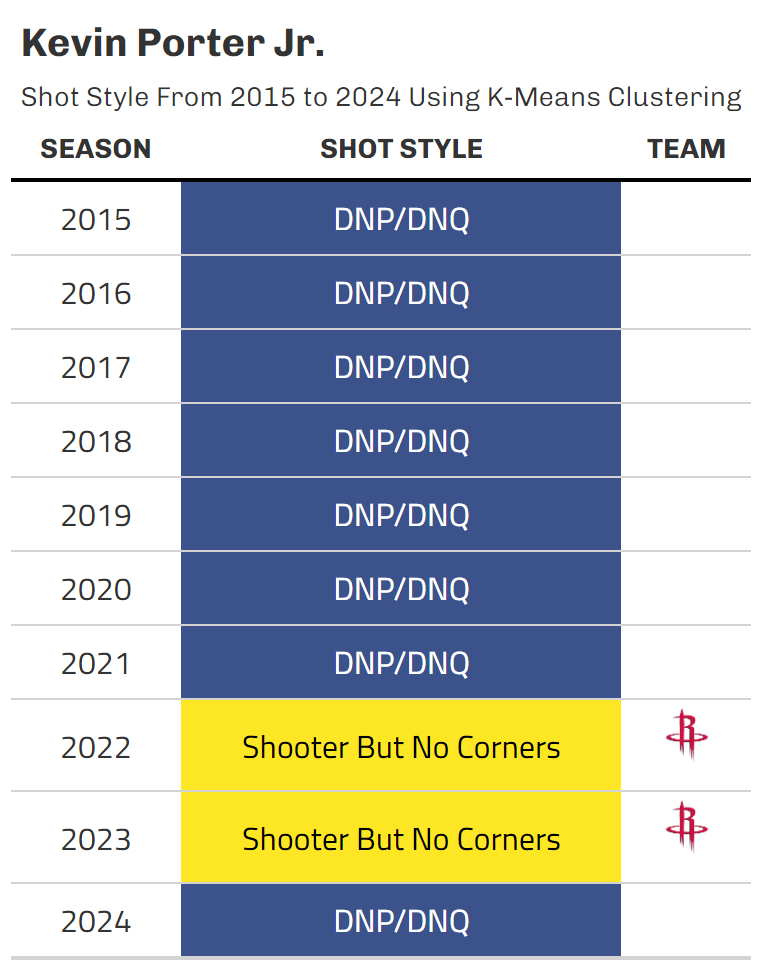 Kevin Porter Jr.
Shot Style From 2015 to 2024 Using K-Means Clustering
SEASON SHOT STYLE TEAM
2015 DNP/DNQ
2016 DNP/DNQ
2017 DNP/DNQ
2018 DNP/DNQ
2019 DNP/DNQ
2020 DNP/DNQ
2021 DNP/DNQ
2022 Shooter But No Corners R
2023 Shooter But No Corners R
2024 DNP/DNQ